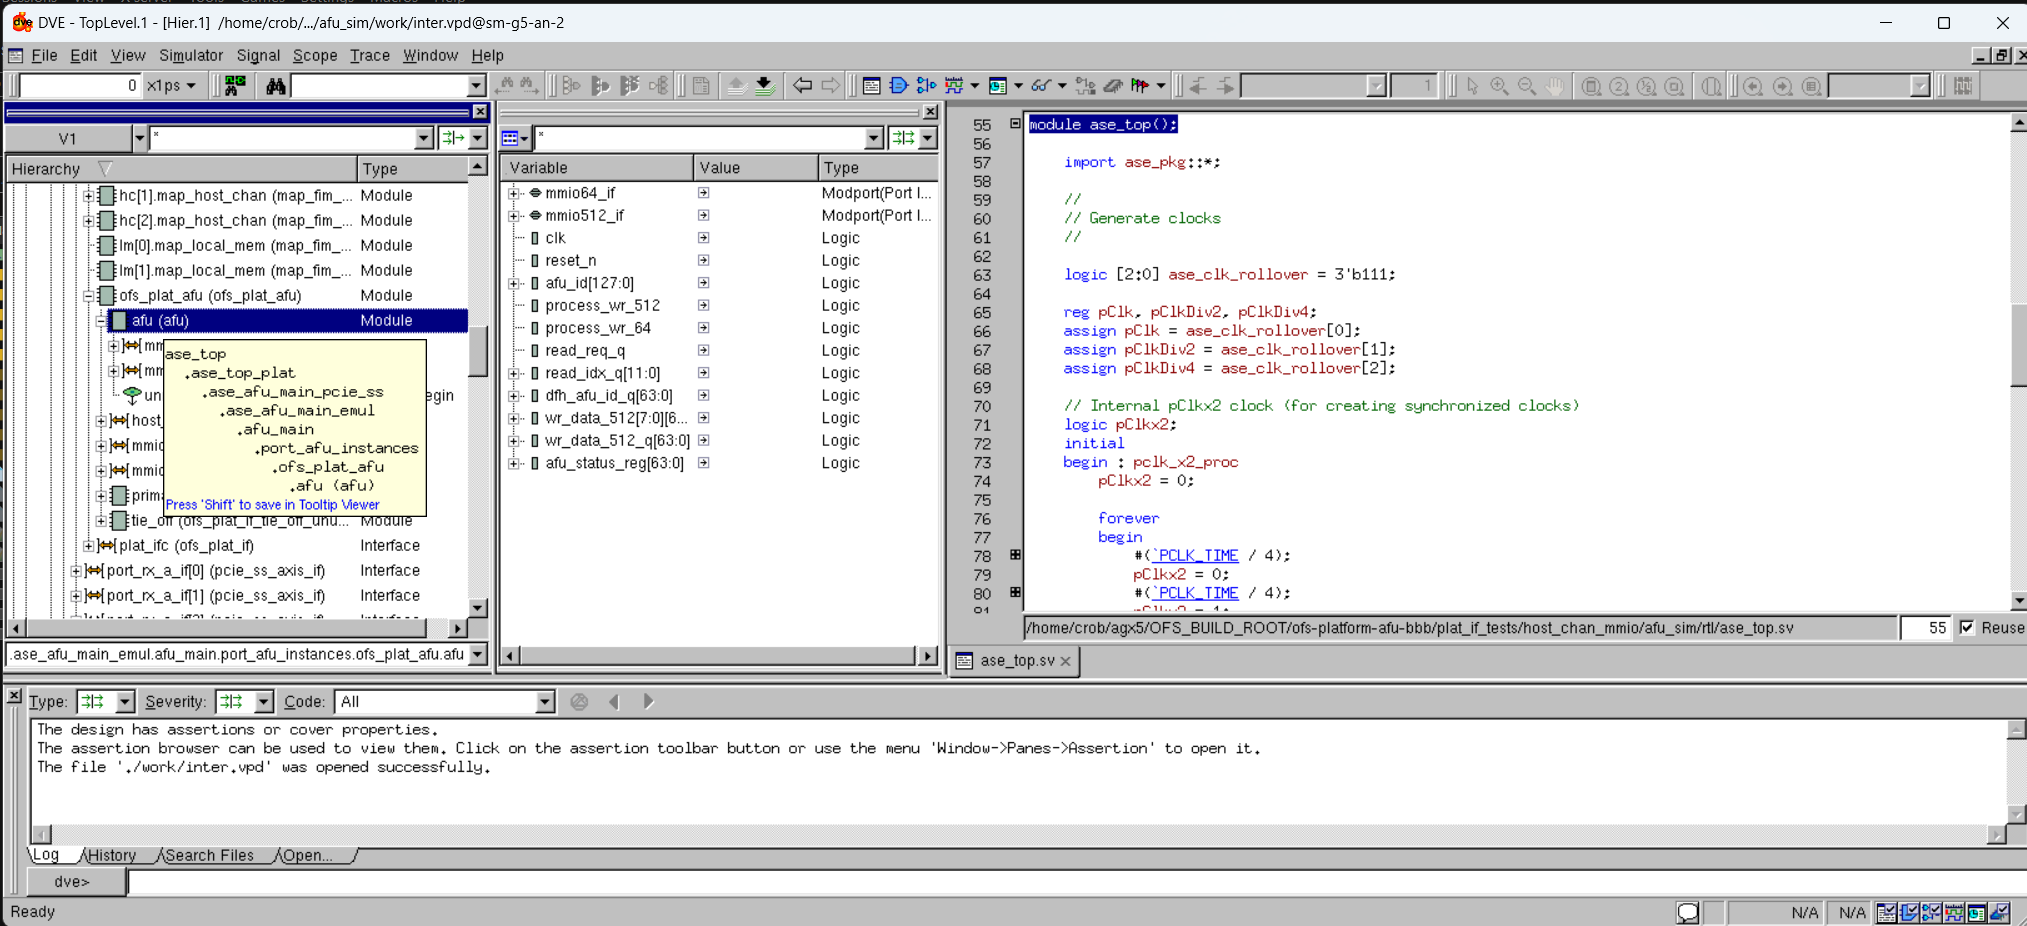 DVE - TopLevel.1 - [Hier.1] /home/crob/.../afu_sim/work/inter.vpd@sm-g5-an-2
File Edit View Simulator Signal Scope Trace Window Help
0 x1ps
1
V1 *
Hierarchy Type
hc[1].map_host_chan (map_fim_... Module
hc[2].map_host_chan (map_fim_... Module
lm[0].map_local_mem (map_fim_... Module
lm[1].map_local_mem (map_fim_... Module
ofs_plat_afu (ofs_plat_afu) Module
afu (afu) Module
ase_top
.ase_top_plat
.ase_afu_main_pcie_ss
.ase_afu_main_emul
.afu_main
.port_afu_instances
.ofs_plat_afu
.afu (afu)
Press 'Shift' to save in Tooltip Viewer
egin
host_
mmio
mmio
prim
tie_off (ofs_plat_if_tie_off_unu... Module
plat_ifc (ofs_plat_if) Interface
port_rx_a_if[0] (pcie_ss_axis_if) Interface
port_rx_a_if[1] (pcie_ss_axis_if) Interface
.ase_afu_main_emul.afu_main.port_afu_instances.ofs_plat_afu.afu
*
Variable Value Type
mmio64_if Modport(Port I...
mmio512_if Modport(Port I...
clk Logic
reset_n Logic
afu_id[127:0] Logic
process_wr_512 Logic
process_wr_64 Logic
read_req_q Logic
read_idx_q[11:0] Logic
dfh_afu_id_q[63:0] Logic
wr_data_512[7:0][6... Logic
wr_data_512_q[63:0] Logic
afu_status_reg[63:0] Logic
55 module ase_top();
56
57 import ase_pkg::*;
58
59 //
60 // Generate clocks
61 //
62
63 logic [2:0] ase_clk_rollover = 3'b111;
64
65 reg pClk, pClkDiv2, pClkDiv4;
66 assign pClk = ase_clk_rollover[0];
67 assign pClkDiv2 = ase_clk_rollover[1];
68 assign pClkDiv4 = ase_clk_rollover[2];
69
70 // Internal pClkx2 clock (for creating synchronized clocks)
71 logic pClkx2;
72 initial
73 begin : pclk_x2_proc
74 pClkx2 = 0;
75
76 forever
77 begin
78 #(`PCLK_TIME / 4);
79 pClkx2 = 0;
80 #(`PCLK_TIME / 4);
81 pClkx2 = 1;
/home/crob/agx5/OFS_BUILD_ROOT/ofs-platform-afu-bbb/plat_if_tests/host_chan_mmio/afu_sim/rtl/ase_top.sv 55 Reuse
ase_top.sv
Type: Severity: Code: All
The design has assertions or cover properties.
The assertion browser can be used to view them. Click on the assertion toolbar button or use the menu 'Window->Panes->Assertion' to open it.
The file './work/inter.vpd' was opened successfully.
Log History Search Files Open...
dve>
Ready N/A N/A